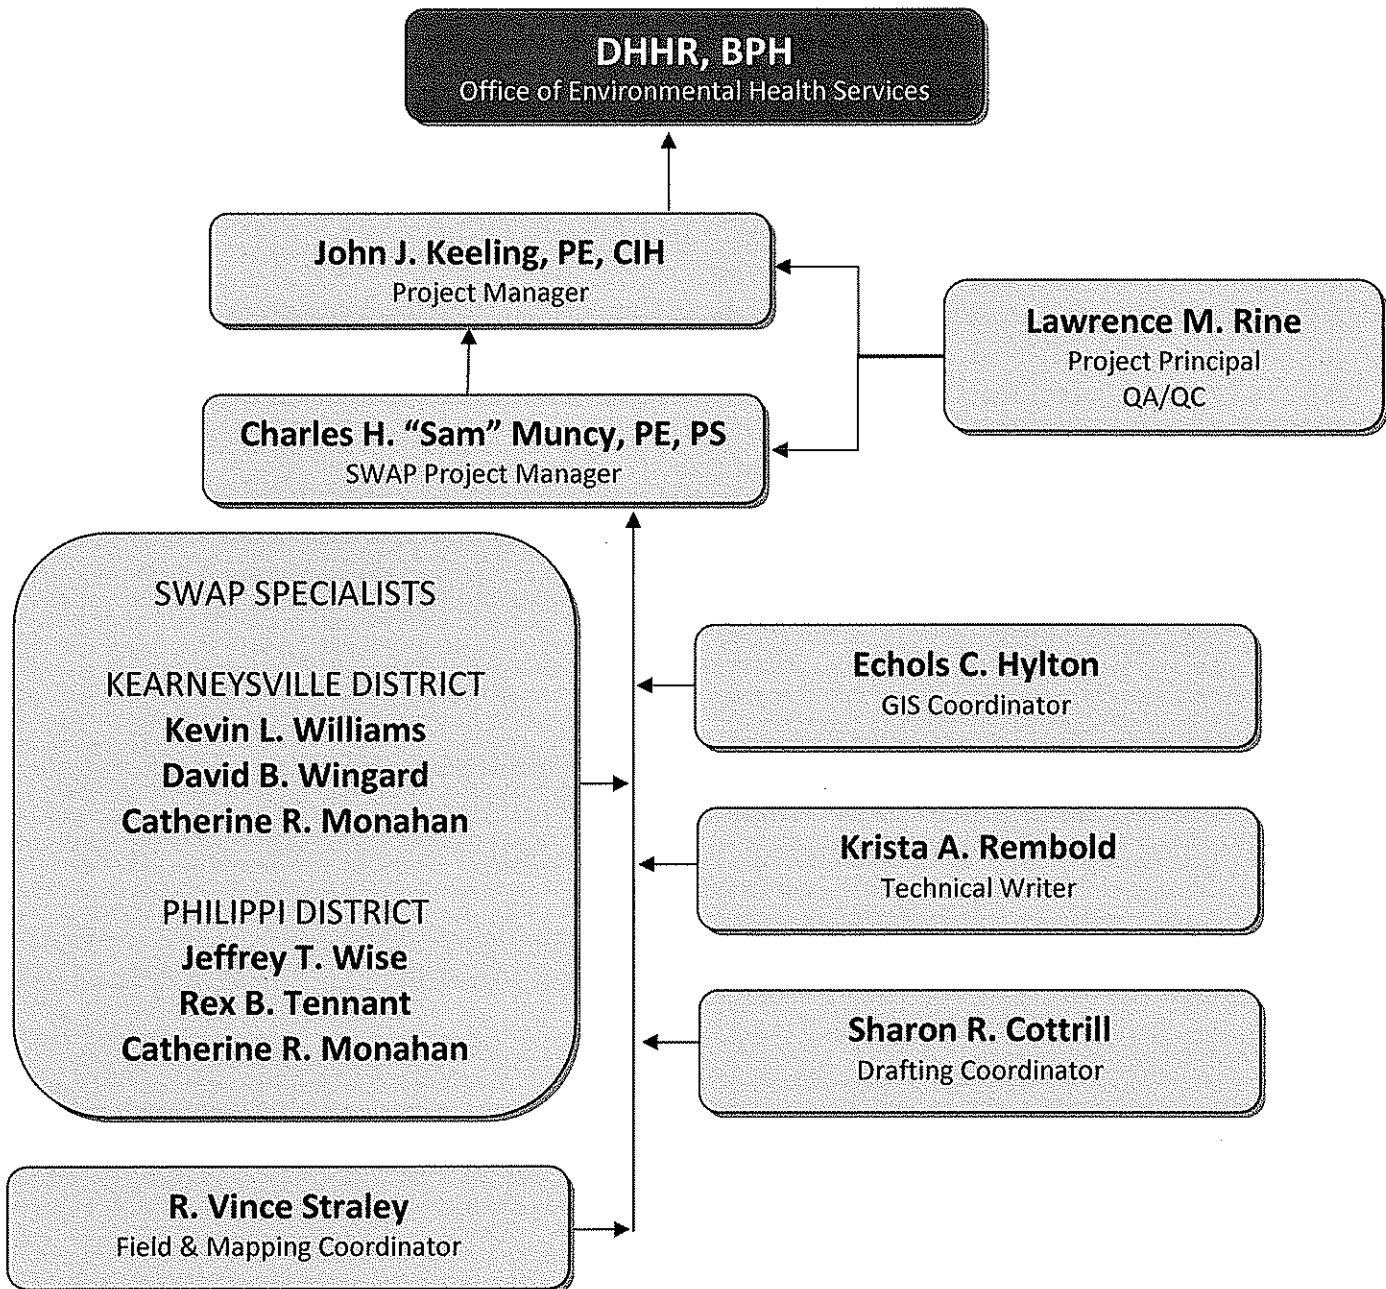 DHHR, BPH
Office of Environmental Health Services
John J. Keeling, PE, CIH
Project Manager
Lawrence M. Rine
Project Principal
QA/QC
Charles H. “Sam” Muncy, PE, PS
SWAP Project Manager
SWAP SPECIALISTS
KEARNEYSVILLE DISTRICT
Kevin L. Williams
David B. Wingard
Catherine R. Monahan
PHILIPPI DISTRICT
Jeffrey T. Wise
Rex B. Tennant
Catherine R. Monahan
Echols C. Hylton
GIS Coordinator
Krista A. Rembold
Technical Writer
Sharon R. Cottrill
Drafting Coordinator
R. Vince Straley
Field & Mapping Coordinator